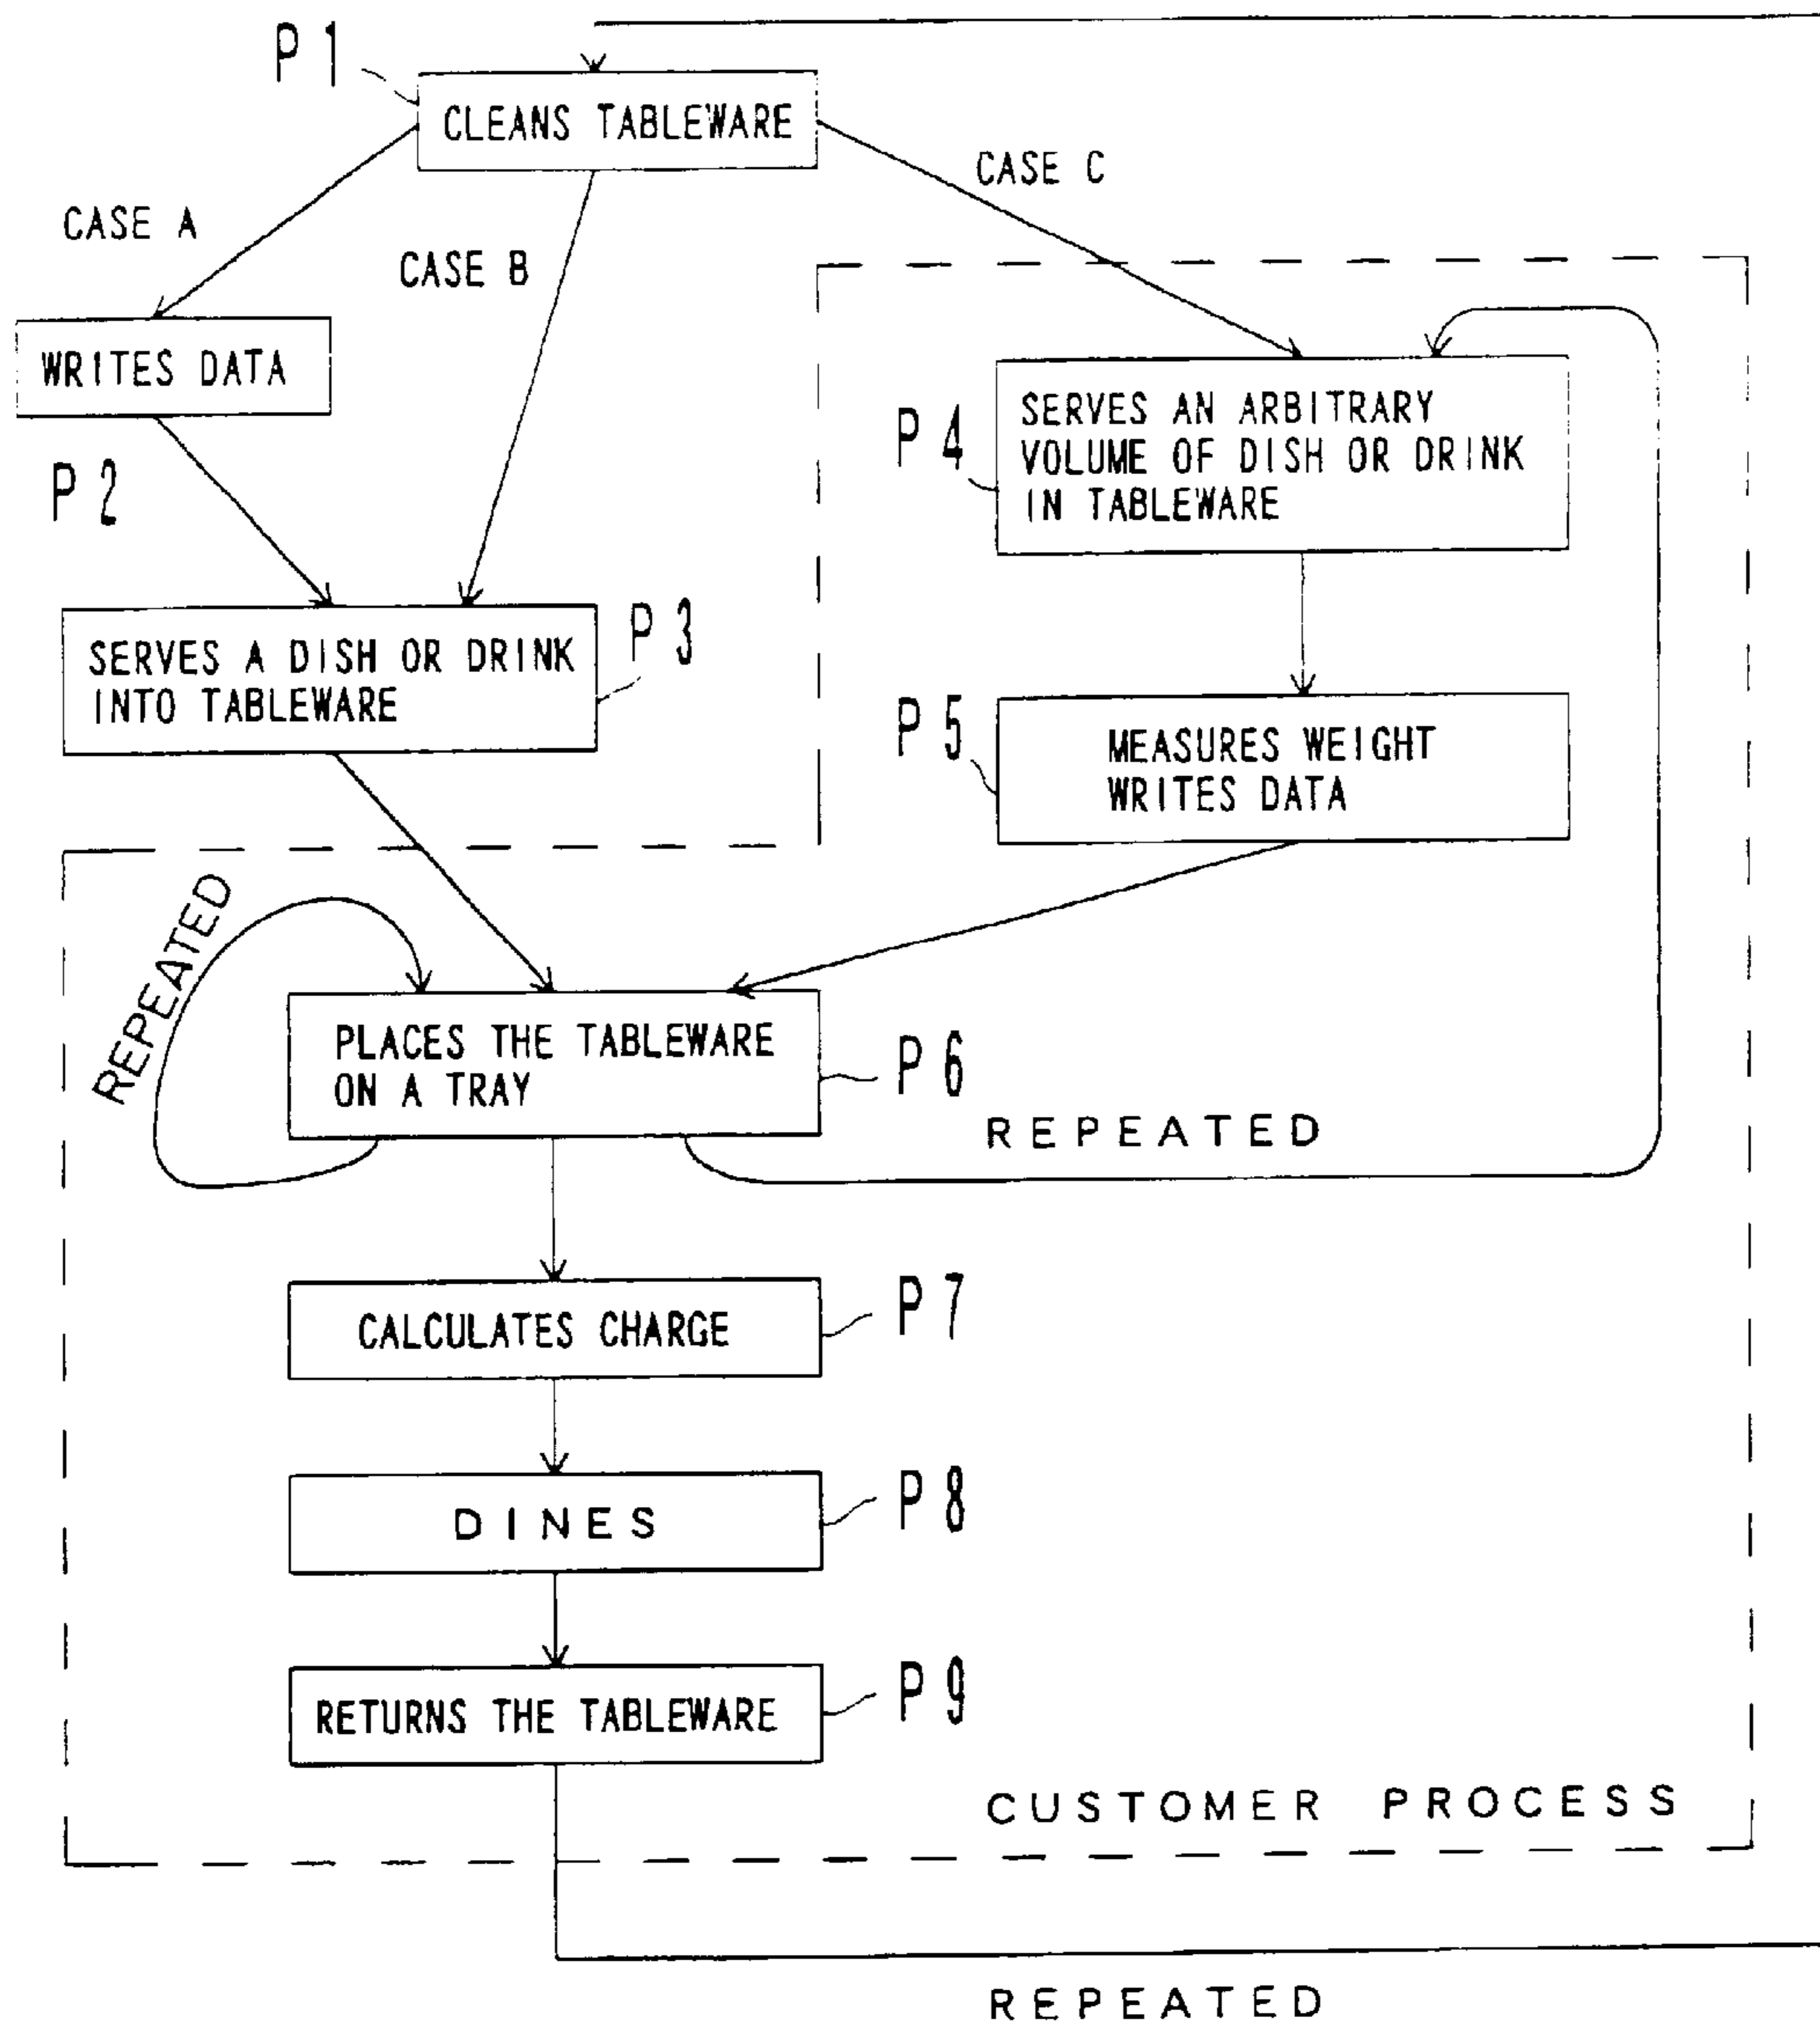 P 1
CLEANS TABLEWARE
CASE A
CASE B
CASE C
WRITES DATA
P 2
SERVES A DISH OR DRINK
INTO TABLEWARE
P 3
P 4
SERVES AN ARBITRARY
VOLUME OF DISH OR DRINK
IN TABLEWARE
P 5
MEASURES WEIGHT
WRITES DATA
REPEATED
PLACES THE TABLEWARE
ON A TRAY
P 6
REPEATED
CALCULATES CHARGE
P 7
DINES
P 8
RETURNS THE TABLEWARE
P 9
CUSTOMER PROCESS
REPEATED